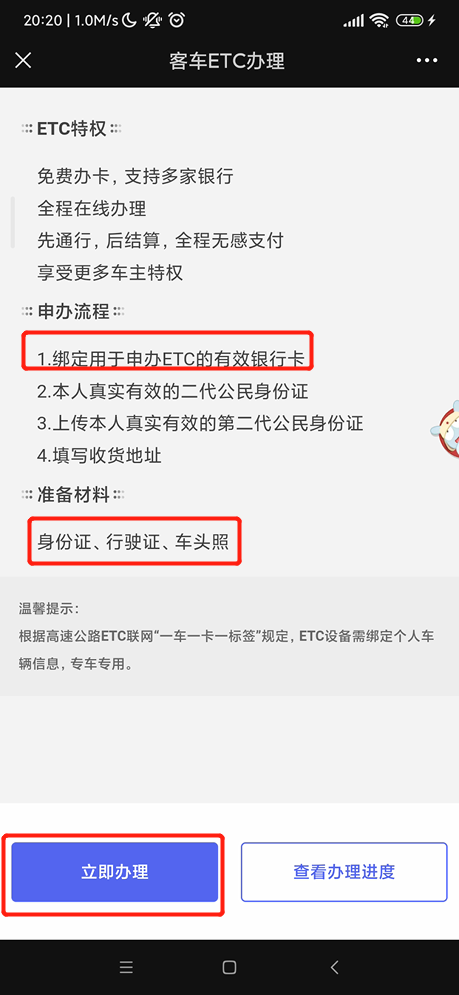 20:20 | 1.0M/s
44
客车ETC办理
ETC特权
免费办卡，支持多家银行
全程在线办理
先通行，后结算，全程无感支付
享受更多车主特权
申办流程
1.绑定用于申办ETC的有效银行卡
2.本人真实有效的二代公民身份证
3.上传本人真实有效的第二代公民身份证
4.填写收货地址
准备材料
身份证、行驶证、车头照
温馨提示：
根据高速公路ETC联网“一车一卡一标签”规定，ETC设备需绑定个人车
辆信息，专车专用。
立即办理
查看办理进度